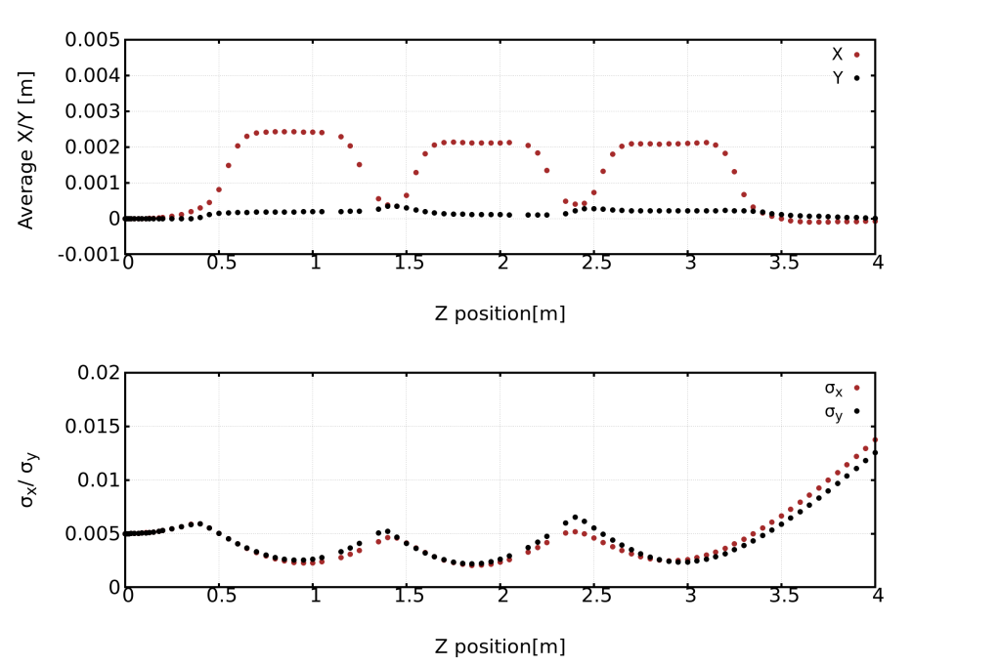 0.005
0.004
0.003
0.002
0.001
0
-0.001
Average X/Y [m]
X
Y
0 0.5 1 1.5 2 2.5 3 3.5 4
Z position[m]
0.02
0.015
0.01
0.005
0
σx/ σy
σx
σy
0 0.5 1 1.5 2 2.5 3 3.5 4
Z position[m]